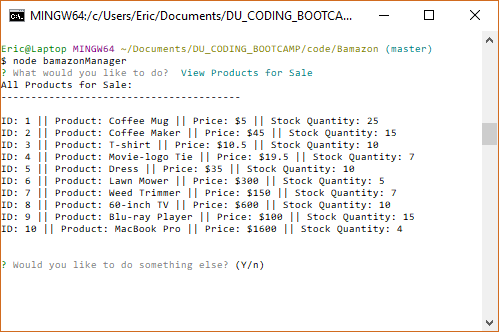 MINGW64:/c/Users/Eric/Documents/DU_CODING_BOOTCA...
Eric@Laptop MINGW64 ~/Documents/DU_CODING_BOOTCAMP/code/Bamazon (master)
$ node bamazonManager
? What would you like to do? View Products for Sale
All Products for Sale:
----------------------------------------
ID: 1 || Product: Coffee Mug || Price: $5 || Stock Quantity: 25
ID: 2 || Product: Coffee Maker || Price: $45 || Stock Quantity: 15
ID: 3 || Product: T-shirt || Price: $10.5 || Stock Quantity: 10
ID: 4 || Product: Movie-logo Tie || Price: $19.5 || Stock Quantity: 7
ID: 5 || Product: Dress || Price: $35 || Stock Quantity: 10
ID: 6 || Product: Lawn Mower || Price: $300 || Stock Quantity: 5
ID: 7 || Product: Weed Trimmer || Price: $150 || Stock Quantity: 7
ID: 8 || Product: 60-inch TV || Price: $600 || Stock Quantity: 10
ID: 9 || Product: Blu-ray Player || Price: $100 || Stock Quantity: 15
ID: 10 || Product: MacBook Pro || Price: $1600 || Stock Quantity: 4
? Would you like to do something else? (Y/n)